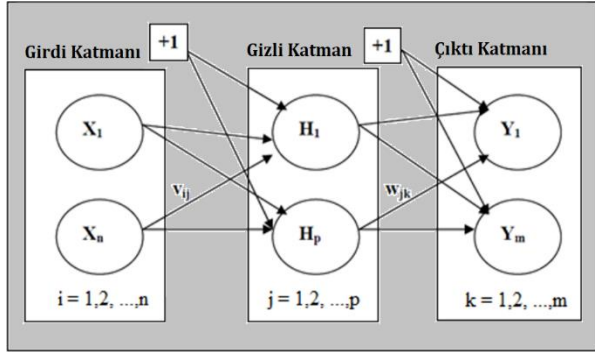 Girdi Katmanı
+1
Gizli Katman
+1
Çıktı Katmanı
X1
H1
Y1
vij
wjk
Xn
Hp
Ym
i = 1,2, ...,n
j = 1,2, ...,p
k = 1,2, ...,m